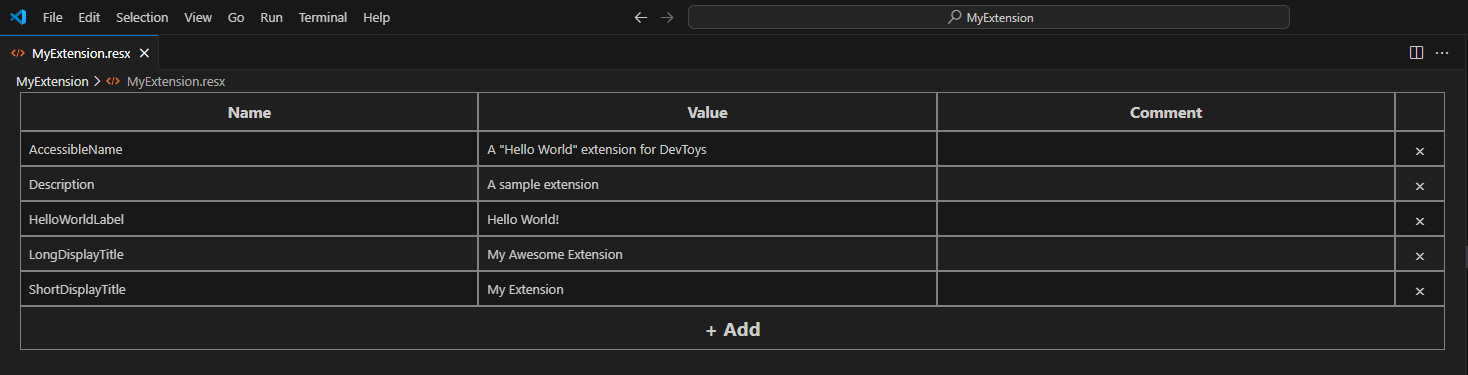 File Edit Selection View Go Run Terminal Help MyExtension
MyExtension.resx
MyExtension > MyExtension.resx
Name Value Comment
AccessibleName A "Hello World" extension for DevToys
Description A sample extension
HelloWorldLabel Hello World!
LongDisplayTitle My Awesome Extension
ShortDisplayTitle My Extension
+ Add